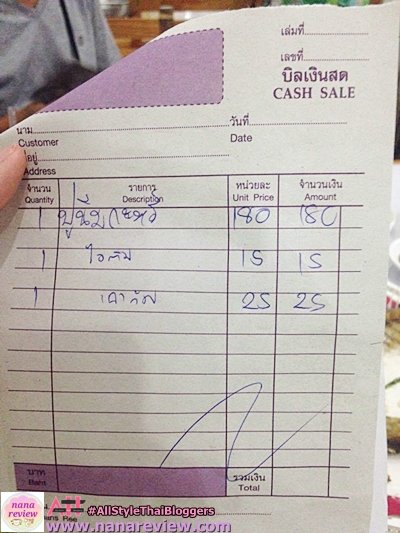 เล่มที่
เลขที่
บิลเงินสด
CASH SALE
นาม วันที่
Customer Date
ที่อยู่
Address
จำนวน รายการ หน่วยละ จำนวนเงิน
Quantity Description Unit Price Amount
1 180 180
1 15 15
1 25 25
บาท รวมเงิน
Baht Total
nana
review
#AllStyleThaiBloggers
www.nanareview.com